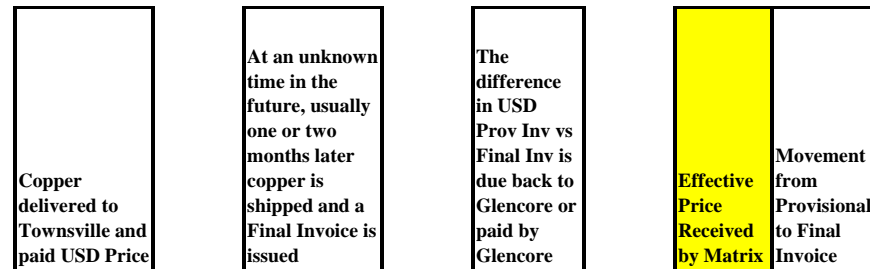 Copper
delivered to
Townsville and
paid USD Price
At an unknown
time in the
future, usually
one or two
months later
copper is
shipped and a
Final Invoice is
issued
The
difference
in USD
Prov Inv vs
Final Inv is
due back to
Glencore or
paid by
Glencore
Effective
Price
Received
by Matrix
Movement
from
Provisional
to Final
Invoice